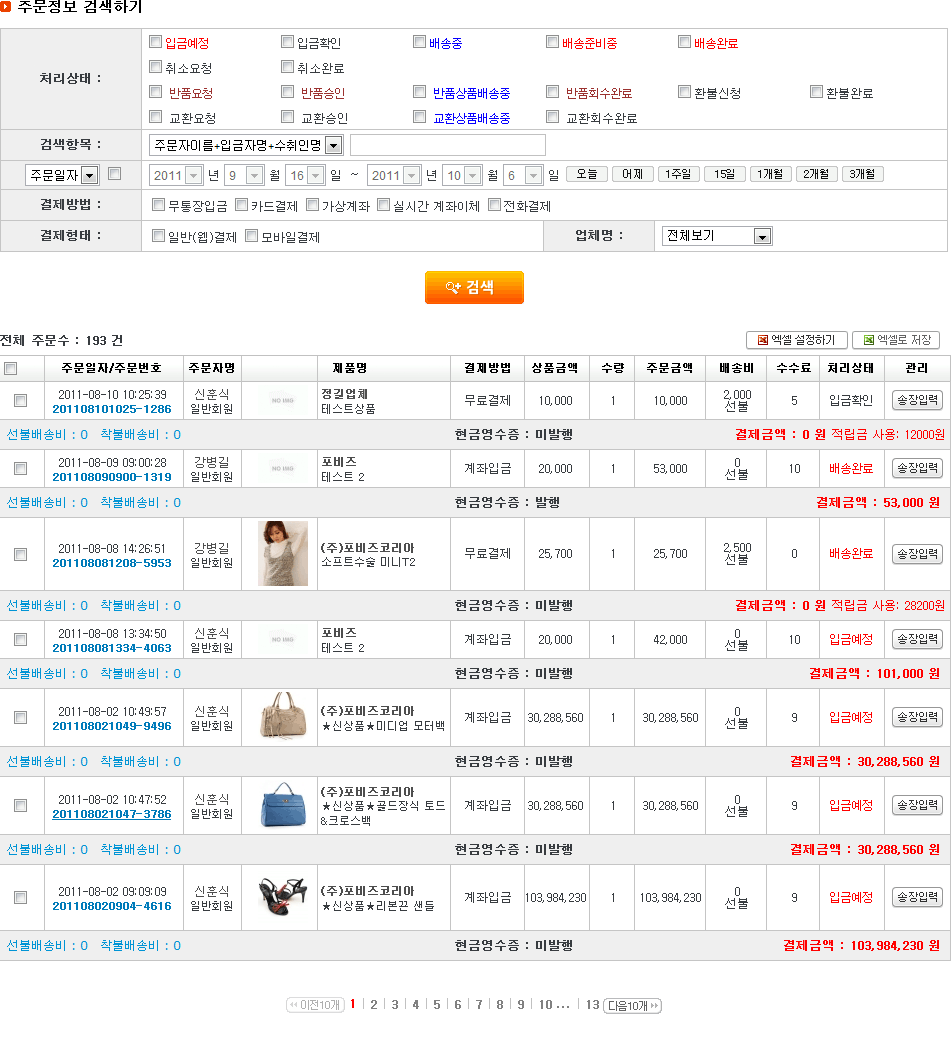 주문정보 검색하기
처리상태 : 입금예정 입금확인 배송중 배송준비중 배송완료
취소요청 취소완료
반품요청 반품승인 반품상품배송중 반품회수완료 환불신청 환불완료
교환요청 교환승인 교환상품배송중 교환회수완료
검색항목 : 주문자이름+입금자명+수취인명
주문일자 2011 년 9 월 16 일 ~ 2011 년 10 월 6 일 오늘 어제 1주일 15일 1개월 2개월 3개월
결제방법 : 무통장입금 카드결제 가상계좌 실시간 계좌이체 전화결제
결제형태 : 일반(웹)결제 모바일결제 업체명 : 전체보기
검색
전체 주문수 : 193 건 엑셀 설정하기 엑셀로 저장
주문일자/주문번호 주문자명 제품명 결제방법 상품금액 수량 주문금액 배송비 수수료 처리상태 관리
2011-08-10 10:25:39 신훈식 NO IMG 정길업체 무료결제 10,000 1 10,000 2,000 5 입금확인 송장입력
201108101025-1286 일반회원 테스트상품 선불
선불배송비 : 0 착불배송비 : 0 현금영수증 : 미발행 결제금액 : 0 원 적립금 사용: 12000원
2011-08-09 09:00:28 강병길 NO IMG 포비즈 계좌입금 20,000 1 53,000 0 10 배송완료 송장입력
201108090900-1319 일반회원 테스트 2 선불
선불배송비 : 0 착불배송비 : 0 현금영수증 : 발행 결제금액 : 53,000 원
2011-08-08 14:26:51 강병길 (주)포비즈코리아 무료결제 25,700 1 25,700 2,500 0 배송완료 송장입력
201108081208-5953 일반회원 소프트수술 미니T2 선불
선불배송비 : 0 착불배송비 : 0 현금영수증 : 미발행 결제금액 : 0 원 적립금 사용: 28200원
2011-08-08 13:34:50 신훈식 NO IMG 포비즈 계좌입금 20,000 1 42,000 0 10 입금예정 송장입력
201108081334-4063 일반회원 테스트 2 선불
선불배송비 : 0 착불배송비 : 0 현금영수증 : 미발행 결제금액 : 101,000 원
2011-08-02 10:49:57 신훈식 (주)포비즈코리아 계좌입금 30,288,560 1 30,288,560 0 9 입금예정 송장입력
201108021049-9496 일반회원 ★신상품★미디업 모터백 선불
선불배송비 : 0 착불배송비 : 0 현금영수증 : 미발행 결제금액 : 30,288,560 원
2011-08-02 10:47:52 신훈식 (주)포비즈코리아 계좌입금 30,288,560 1 30,288,560 0 9 입금예정 송장입력
201108021047-3786 일반회원 ★신상품★골드장식 토드 선불
&크로스백
선불배송비 : 0 착불배송비 : 0 현금영수증 : 미발행 결제금액 : 30,288,560 원
2011-08-02 09:09:09 신훈식 (주)포비즈코리아 계좌입금 103,984,230 1 103,984,230 0 9 입금예정 송장입력
201108020904-4616 일반회원 ★신상품★리본끈 샌들 선불
선불배송비 : 0 착불배송비 : 0 현금영수증 : 미발행 결제금액 : 103,984,230 원
이전10개 1 | 2 | 3 | 4 | 5 | 6 | 7 | 8 | 9 | 10 ... | 13 다음10개